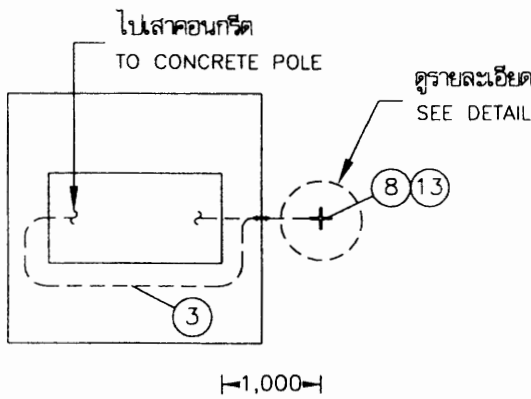 ไปเสาคอนกรีต
TO CONCRETE POLE
ดูรายละเอียด
SEE DETAIL
8 13
3
1,000